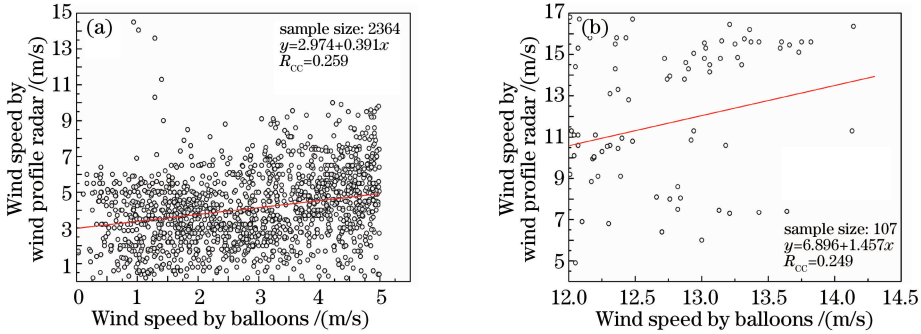 (a)
sample size: 2364
y=2.974+0.391x
RCC=0.259
Wind speed by
wind profile radar /(m/s)
15
13
11
9
7
5
3
1
0 1 2 3 4 5
Wind speed by balloons /(m/s)
(b)
sample size: 107
y=6.896+1.457x
RCC=0.249
Wind speed by
wind profile radar /(m/s)
17
15
13
11
9
7
5
12.0 12.5 13.0 13.5 14.0 14.5
Wind speed by balloons /(m/s)